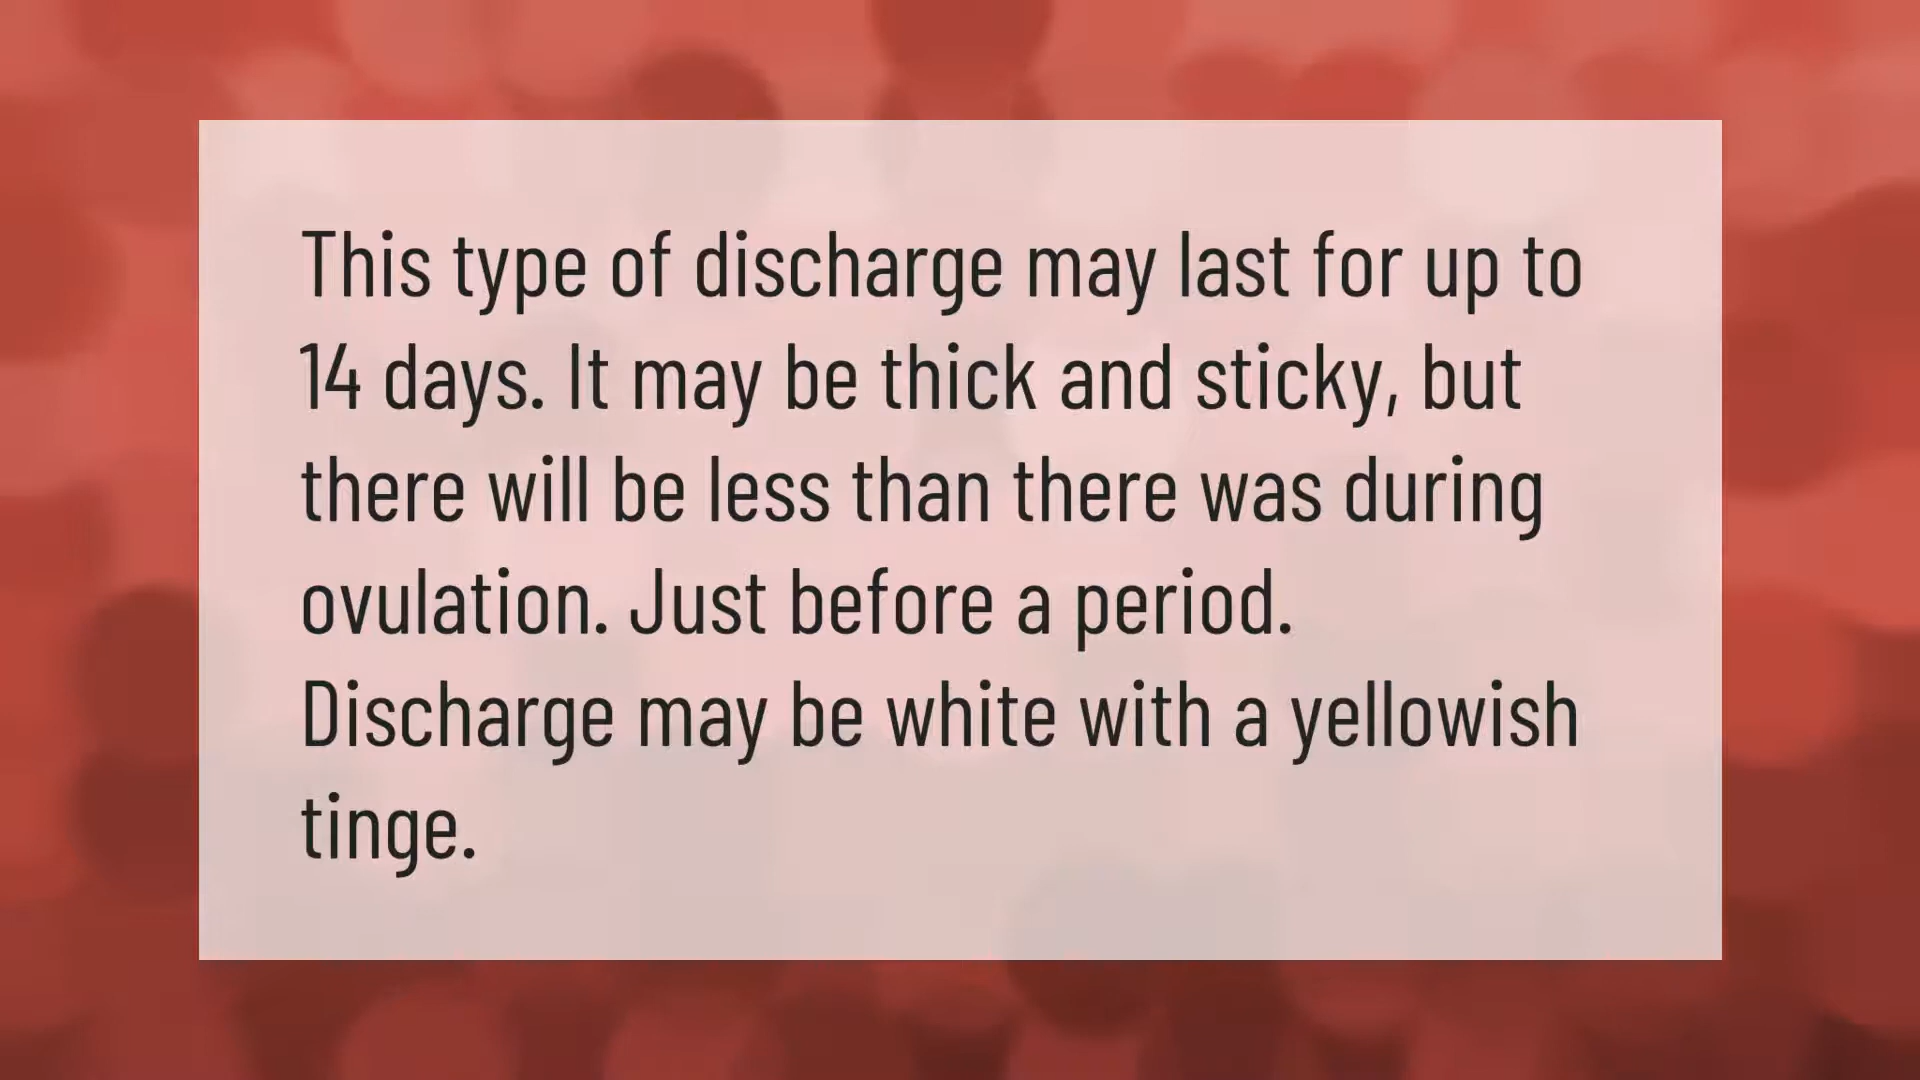 This type of discharge may last for up to
14 days. It may be thick and sticky, but
there will be less than there was during
ovulation. Just before a period.
Discharge may be white with a yellowish
tinge.